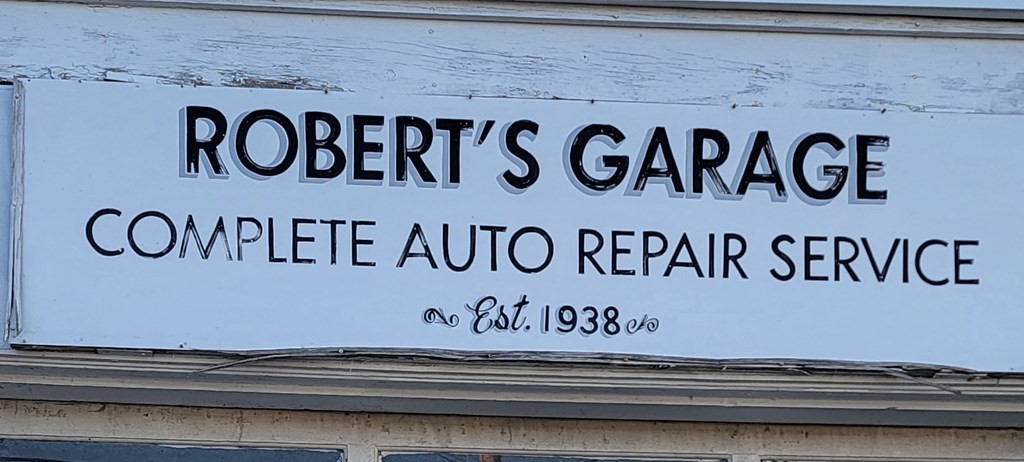 ROBERT'S GARAGE
COMPLETE AUTO REPAIR SERVICE
Est. 1938